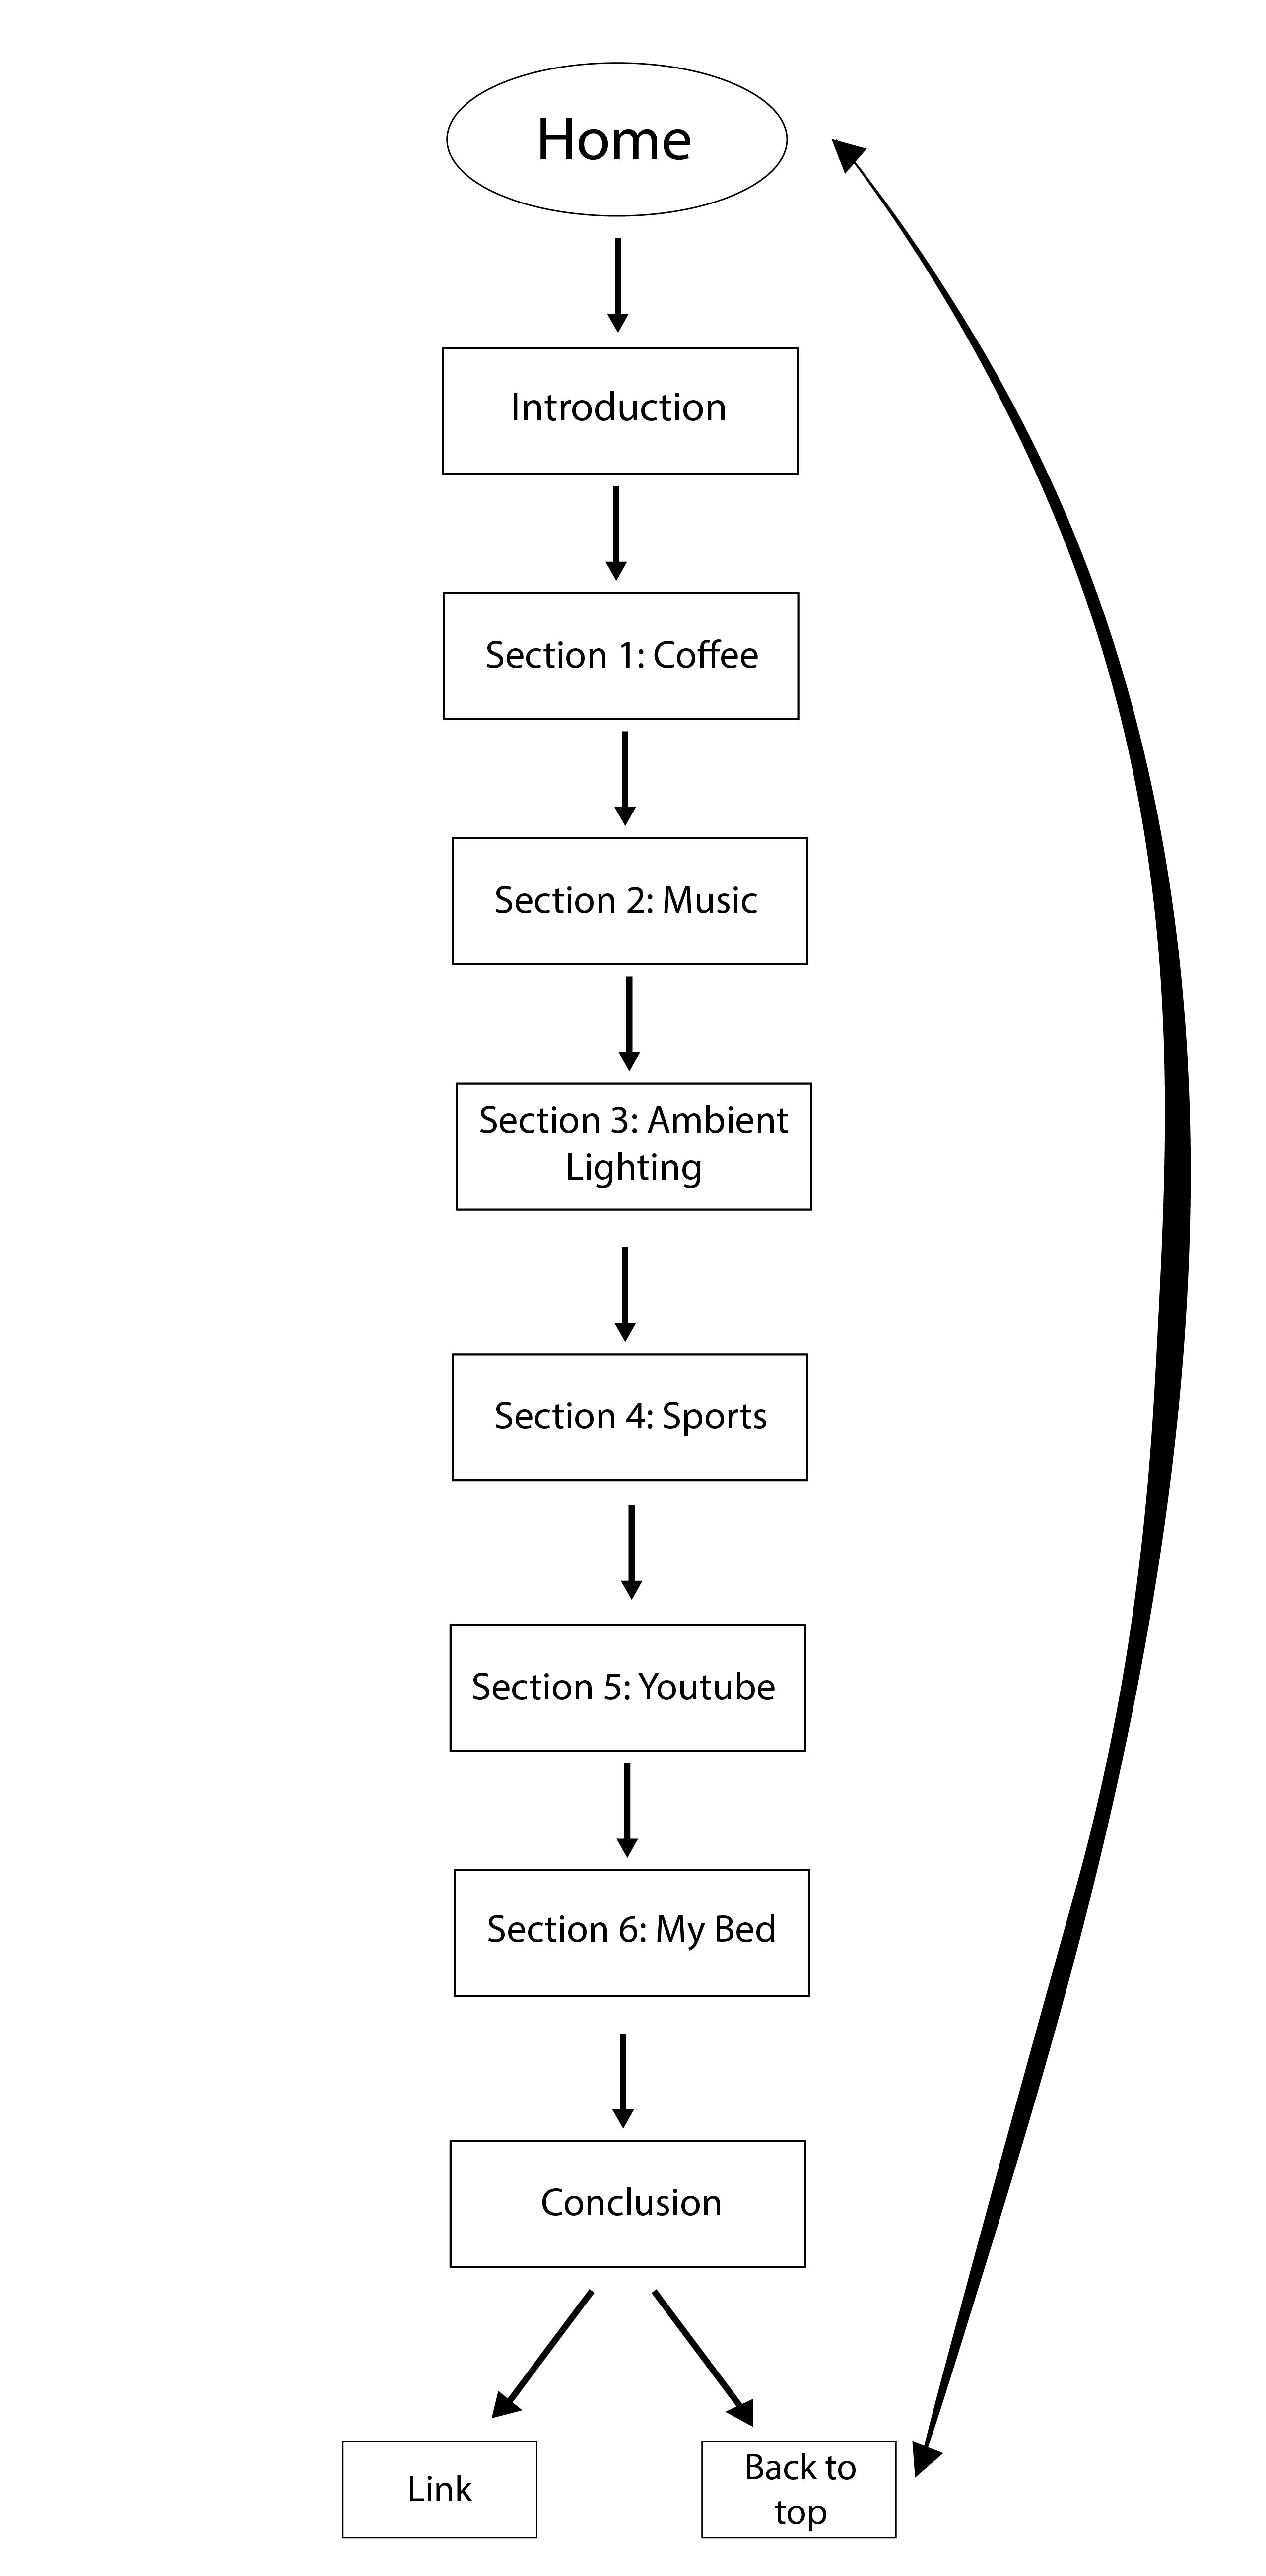 Home
Introduction
Section 1: Coffee
Section 2: Music
Section 3: Ambient
Lighting
Section 4: Sports
Section 5: Youtube
Section 6: My Bed
Conclusion
Link
Back to
top